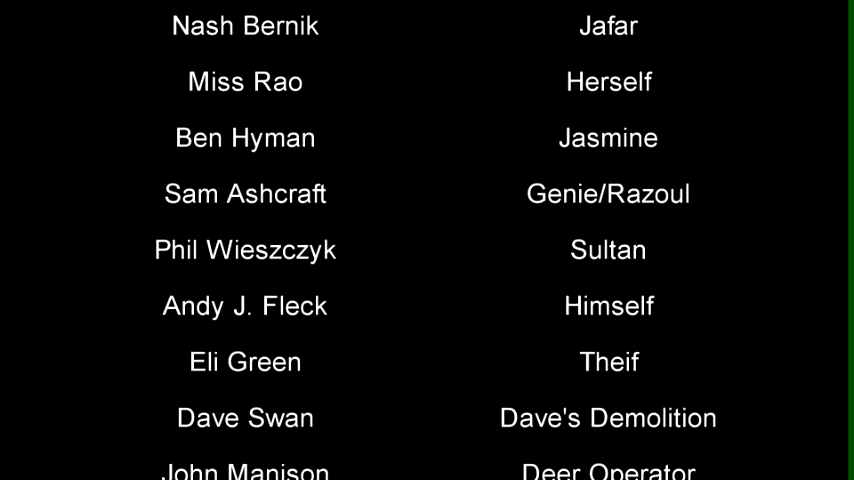 Nash Bernik Jafar
Miss Rao Herself
Ben Hyman Jasmine
Sam Ashcraft Genie/Razoul
Phil Wieszczyk Sultan
Andy J. Fleck Himself
Eli Green Theif
Dave Swan Dave's Demolition
John Manison Deer Operator